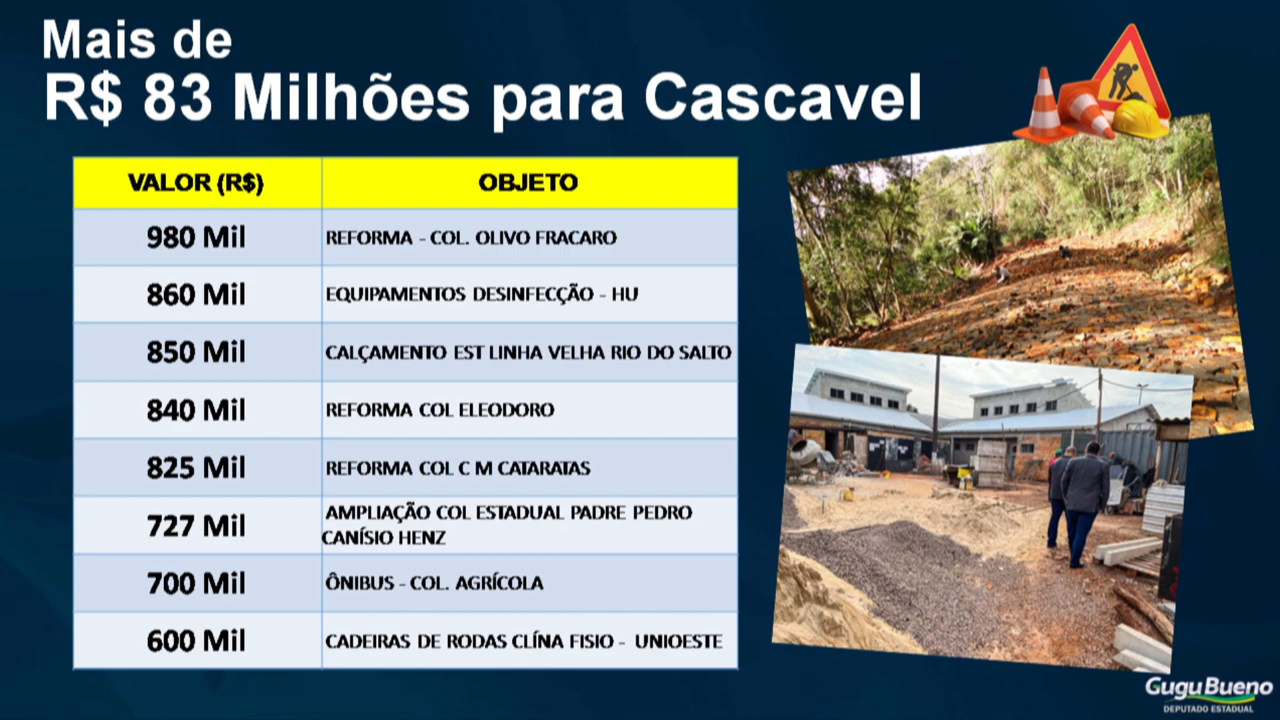 Mais de
R$ 83 Milhões para Cascavel
VALOR (R$) OBJETO
980 Mil REFORMA - COL. OLIVO FRACARO
860 Mil EQUIPAMENTOS DESINFECÇÃO - HU
850 Mil CALÇAMENTO EST LINHA VELHA RIO DO SALTO
840 Mil REFORMA COL ELEODORO
825 Mil REFORMA COL C M CATARATAS
727 Mil AMPLIAÇÃO COL ESTADUAL PADRE PEDRO
CANÍSIO HENZ
700 Mil ÔNIBUS - COL. AGRÍCOLA
600 Mil CADEIRAS DE RODAS CLÍNA FISIO - UNIOESTE
Gugu Bueno
DEPUTADO ESTADUAL